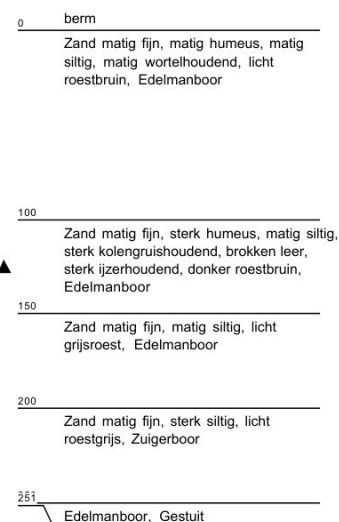 0 berm
Zand matig fijn, matig humeus, matig
siltig, matig wortelhoudend, licht
roestbruin, Edelmanboor
100
Zand matig fijn, sterk humeus, matig siltig,
sterk kolengruishoudend, brokken leer,
sterk ijzerhoudend, donker roestbruin,
Edelmanboor
150
Zand matig fijn, matig siltig, licht
grijsroest, Edelmanboor
200
Zand matig fijn, sterk siltig, licht
roestgrijs, Zuigerboor
251
Edelmanboor, Gestuit